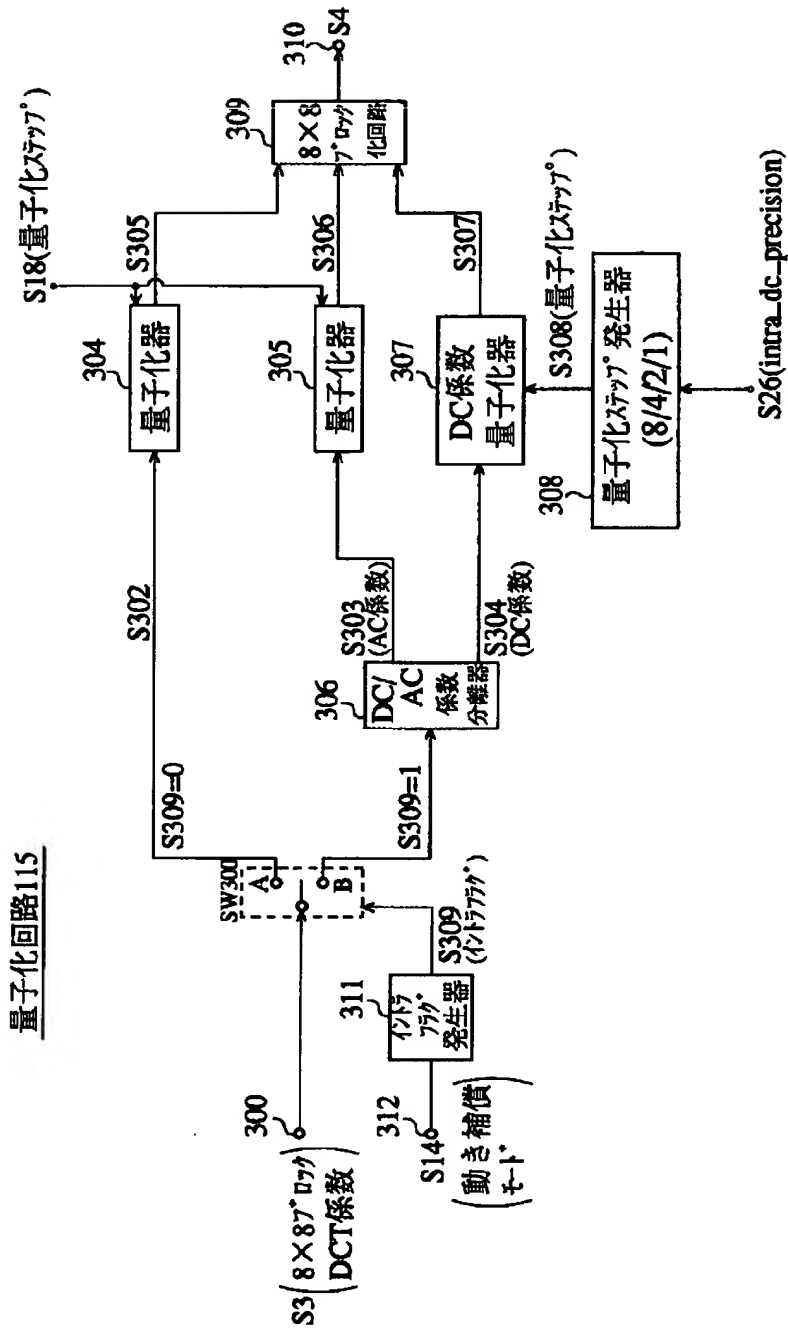 量子化回路115
300
S3(8×8ブロック
DCT係数)
312
S14
(動き補償
モード)
311
イントラ
フラグ
発生器
S309
(イントラフラグ)
SW300
A
B
S309=0
S309=1
S302
306
DC/
AC
係数
分離器
S303
(AC係数)
S304
(DC係数)
304
量子化器
305
量子化器
307
DC係数
量子化器
308
量子化ステップ発生器
(8/4/2/1)
S308(量子化ステップ)
S26(intra_dc_precision)
S18(量子化ステップ)
S305
S306
S307
309
8×8
ブロック
化回路
310
S4